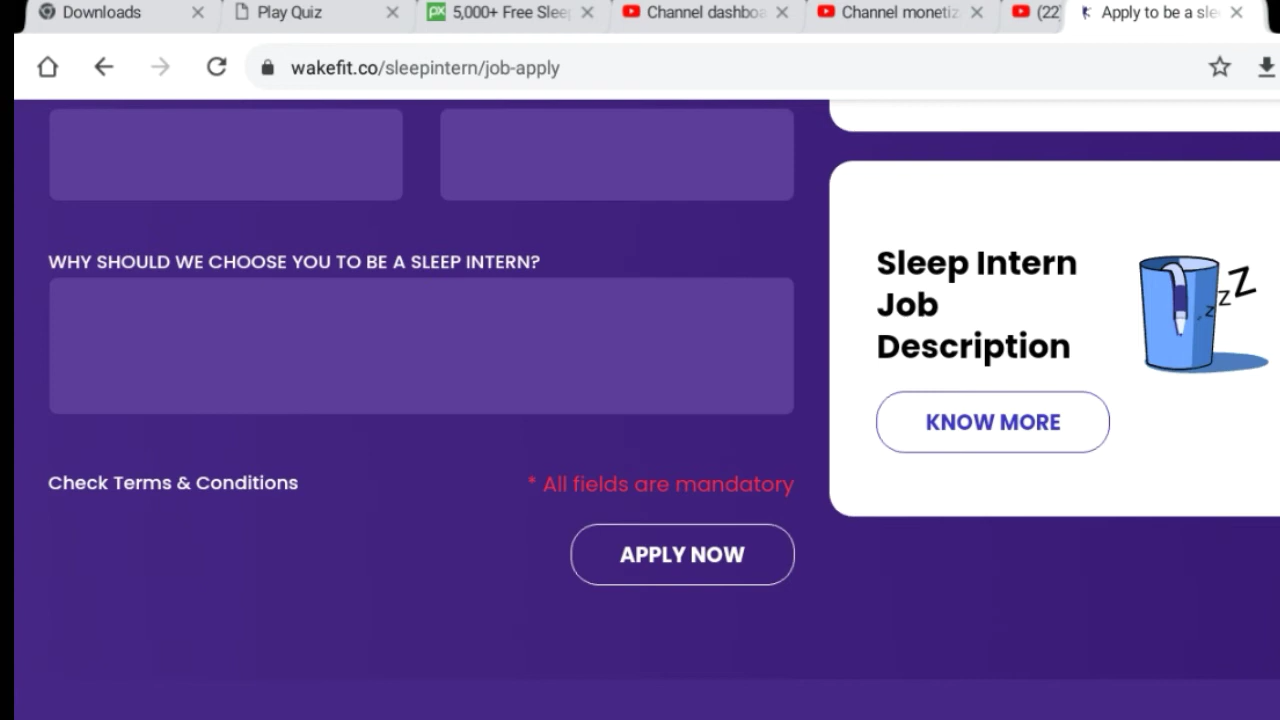 Downloads
Play Quiz
5,000+ Free Slee
Channel dashboa
Channel monetiz
(22
Apply to be a sle
wakefit.co/sleepintern/job-apply
WHY SHOULD WE CHOOSE YOU TO BE A SLEEP INTERN?
Check Terms & Conditions
* All fields are mandatory
APPLY NOW
Sleep Intern
Job
Description
z z Z
KNOW MORE